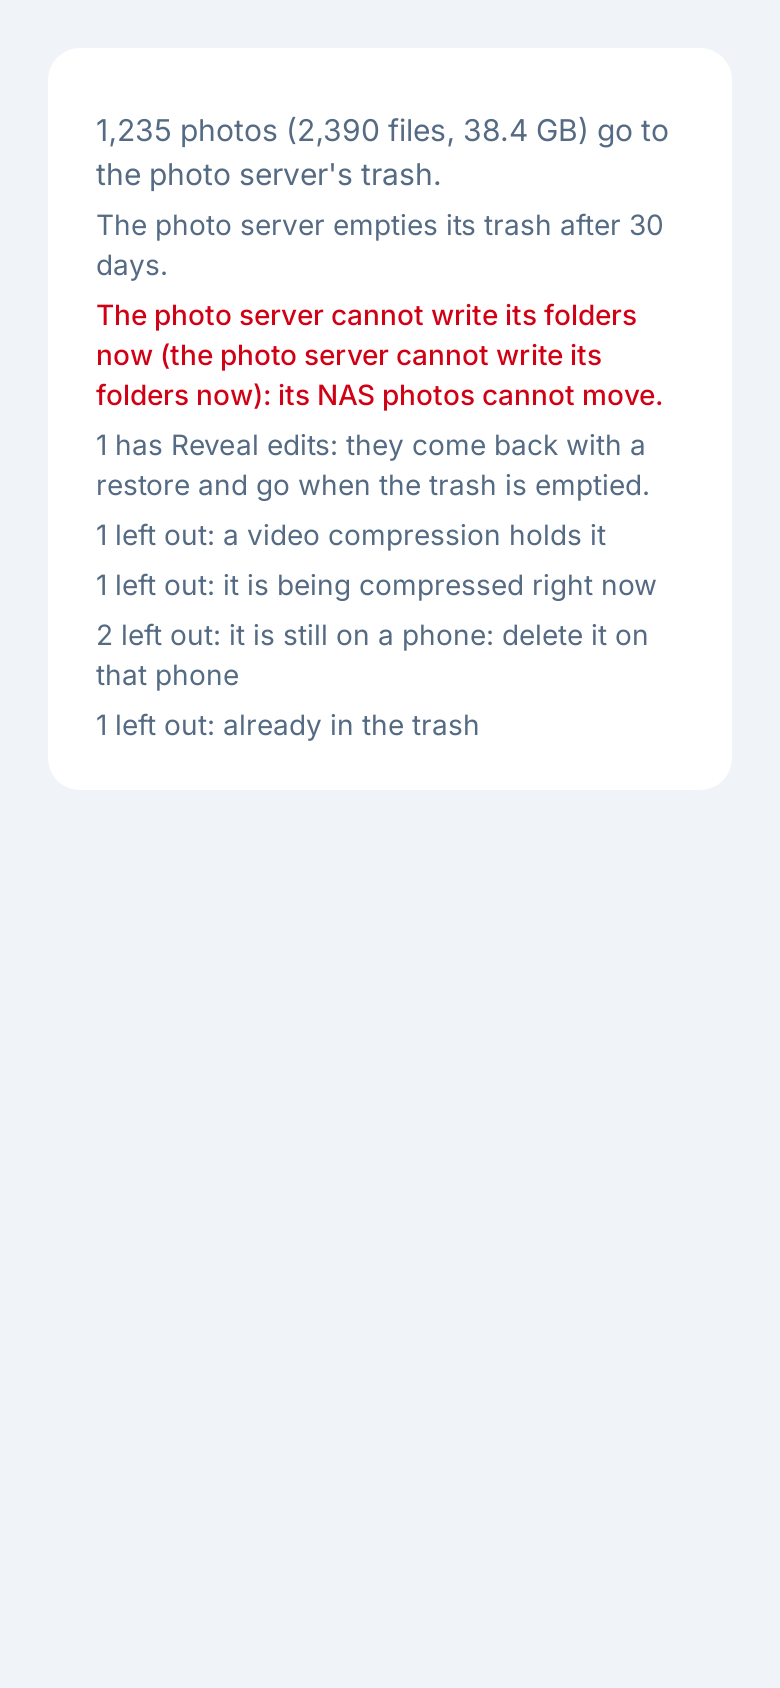 1,235 photos (2,390 files, 38.4 GB) go to
the photo server's trash.
The photo server empties its trash after 30
days.
The photo server cannot write its folders
now (the photo server cannot write its
folders now): its NAS photos cannot move.
1 has Reveal edits: they come back with a
restore and go when the trash is emptied.
1 left out: a video compression holds it
1 left out: it is being compressed right now
2 left out: it is still on a phone: delete it on
that phone
1 left out: already in the trash